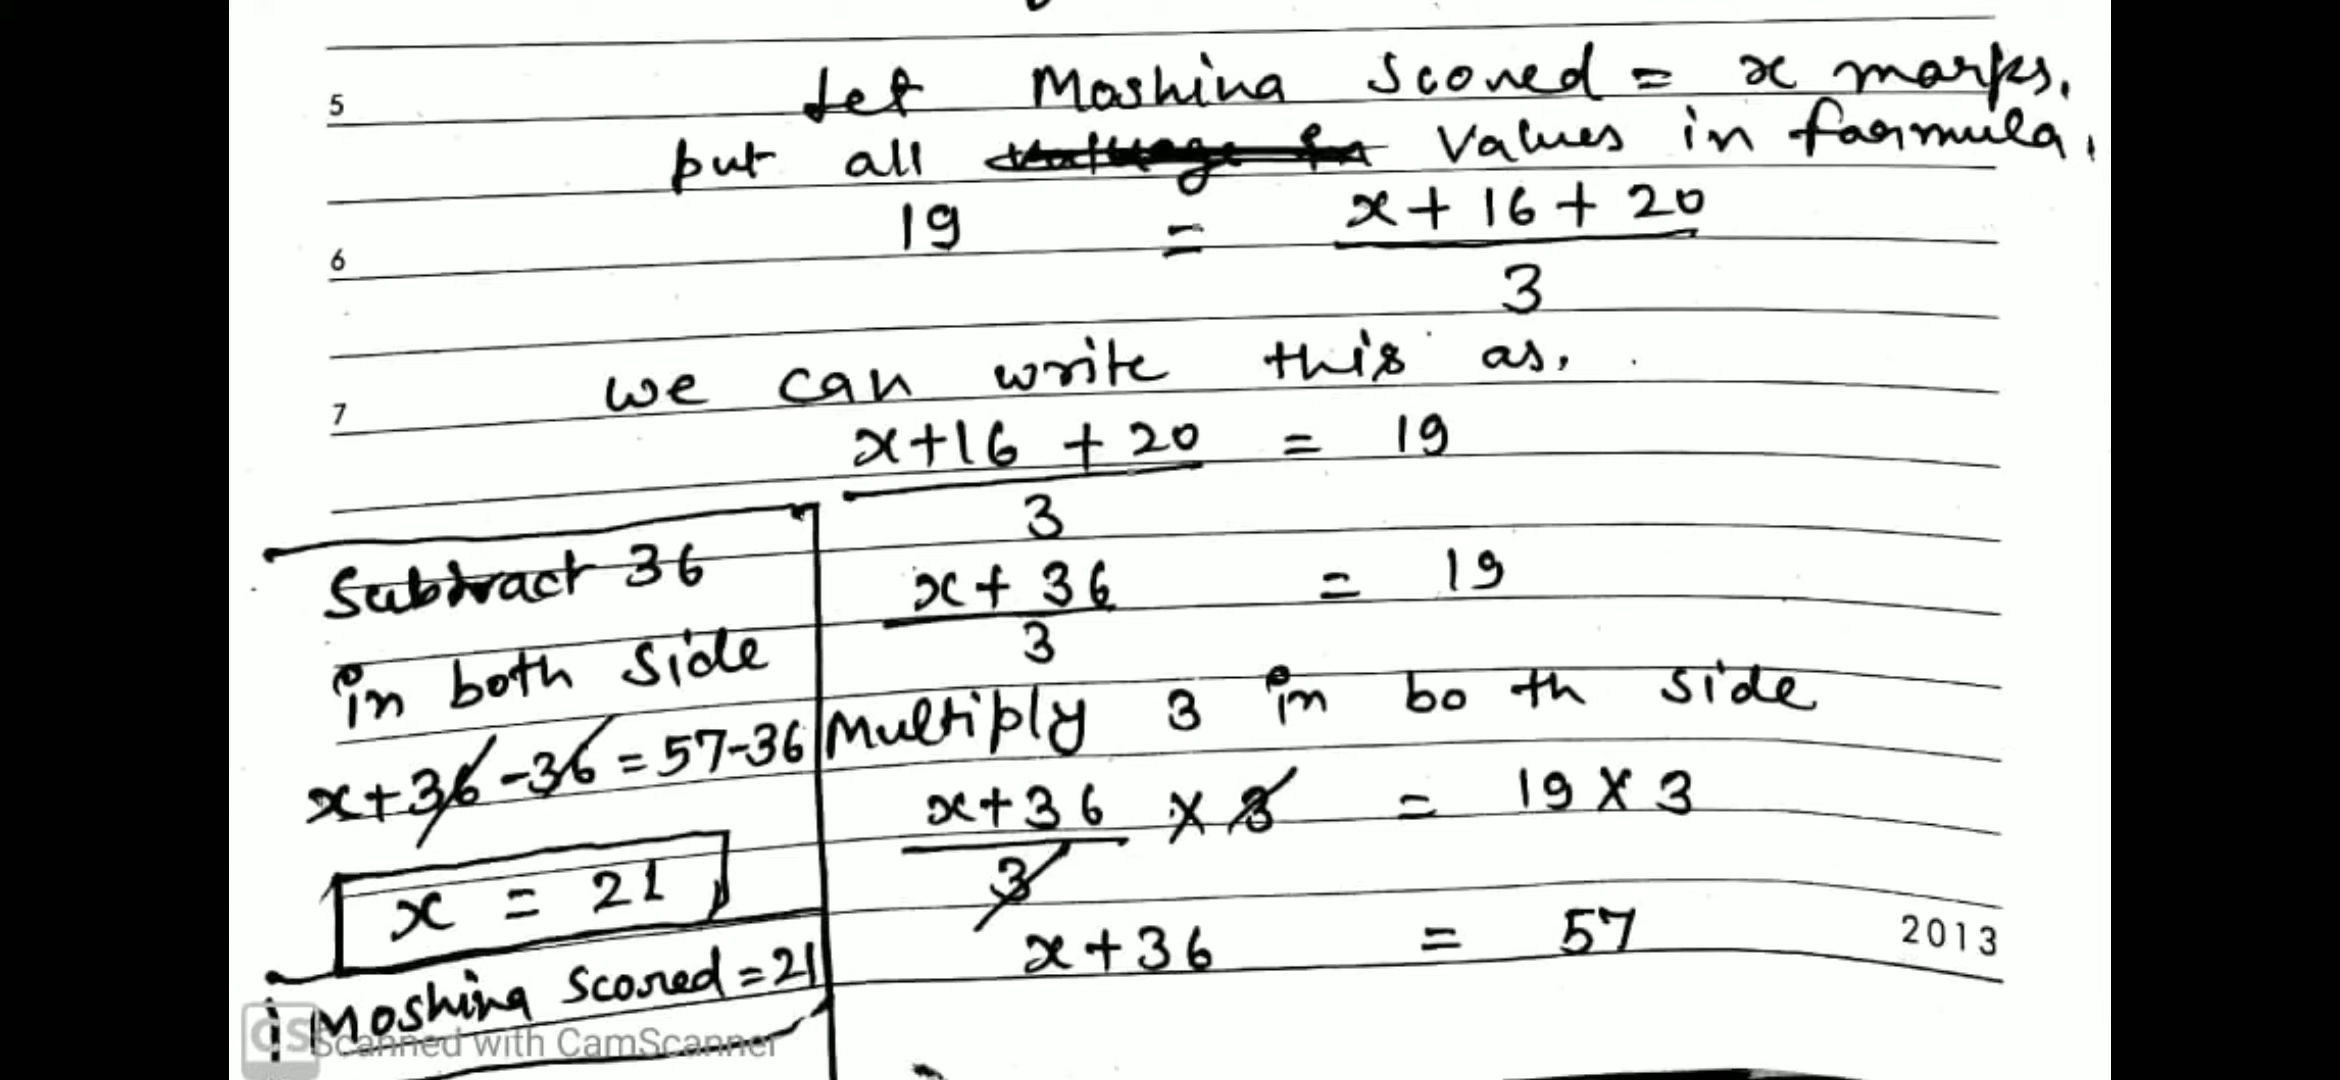 5
Let Moshina Scored = x marks.
put all values in formula.
19 = x + 16 + 20
3
6
we can write this as,
7
x+16 + 20 = 19
3
x + 36 = 19
3
Multiply 3 in both side
x+36 × 3 = 19 × 3
3
x+36 = 57
2013
Subtract 36
in both side
x+36-36 = 57-36
x = 21
Moshina Scored = 21
CS Scanned with CamScanner